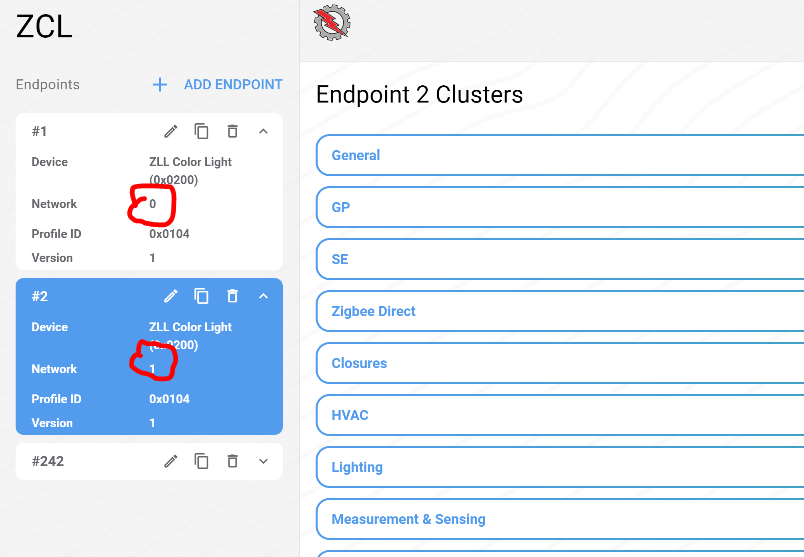 ZCL
Endpoints
+ ADD ENDPOINT
#1
Device ZLL Color Light
(0x0200)
Network 0
Profile ID 0x0104
Version 1
#2
Device ZLL Color Light
(0x0200)
Network 1
Profile ID 0x0104
Version 1
#242
Endpoint 2 Clusters
General
GP
SE
Zigbee Direct
Closures
HVAC
Lighting
Measurement & Sensing